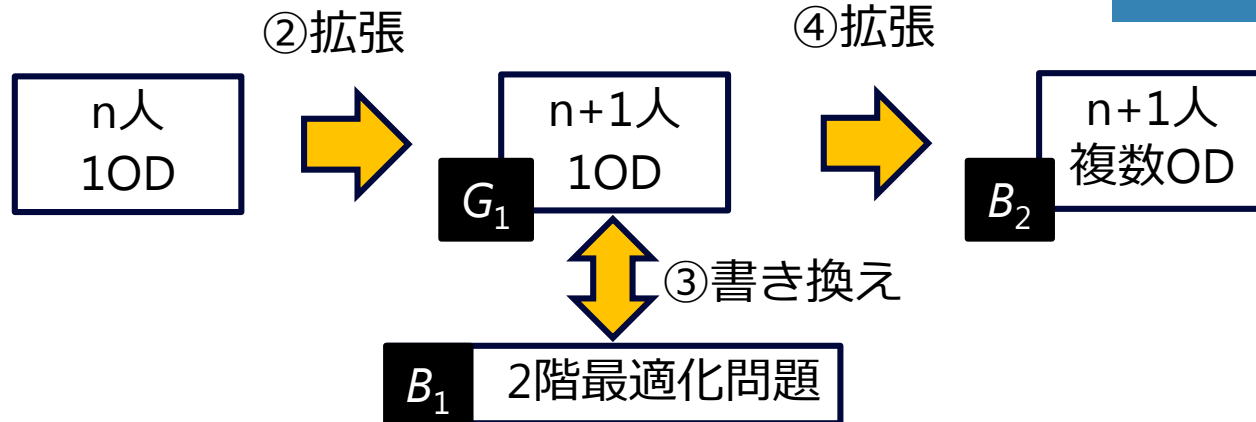 ②拡張
④拡張
n人
1OD
n+1人
1OD
G₁
n+1人
複数OD
B₂
③書き換え
B₁
2階最適化問題